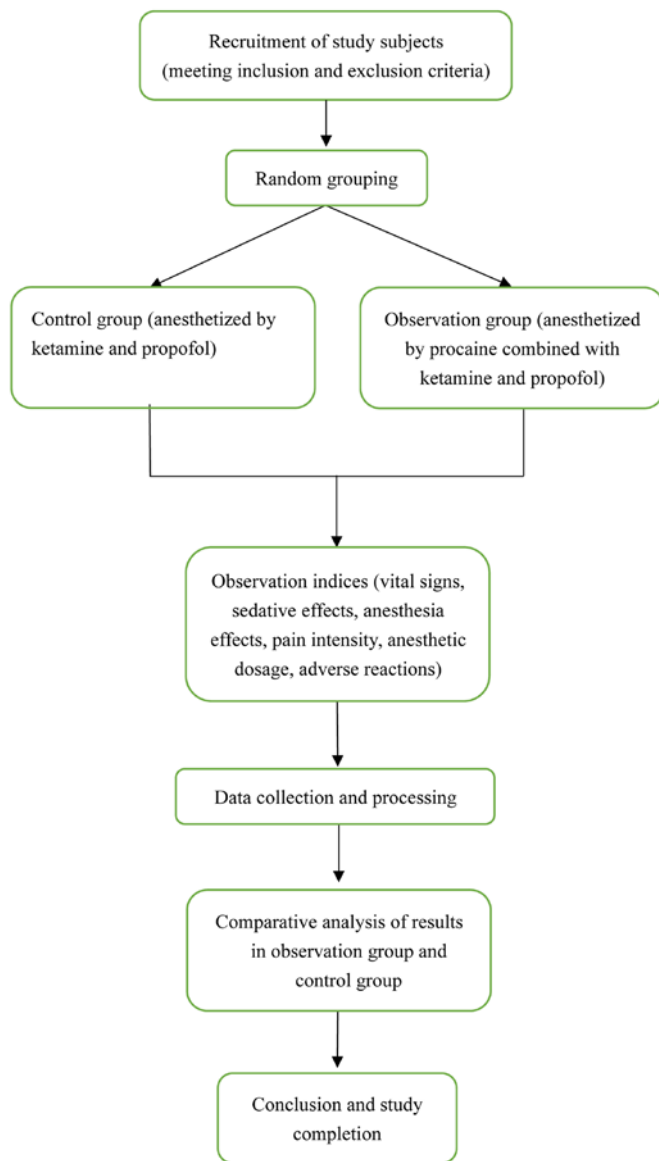 Recruitment of study subjects
(meeting inclusion and exclusion criteria)
Random grouping
Control group (anesthetized by
ketamine and propofol)
Observation group (anesthetized
by procaine combined with
ketamine and propofol)
Observation indices (vital signs,
sedative effects, anesthesia
effects, pain intensity, anesthetic
dosage, adverse reactions)
Data collection and processing
Comparative analysis of results
in observation group and
control group
Conclusion and study
completion